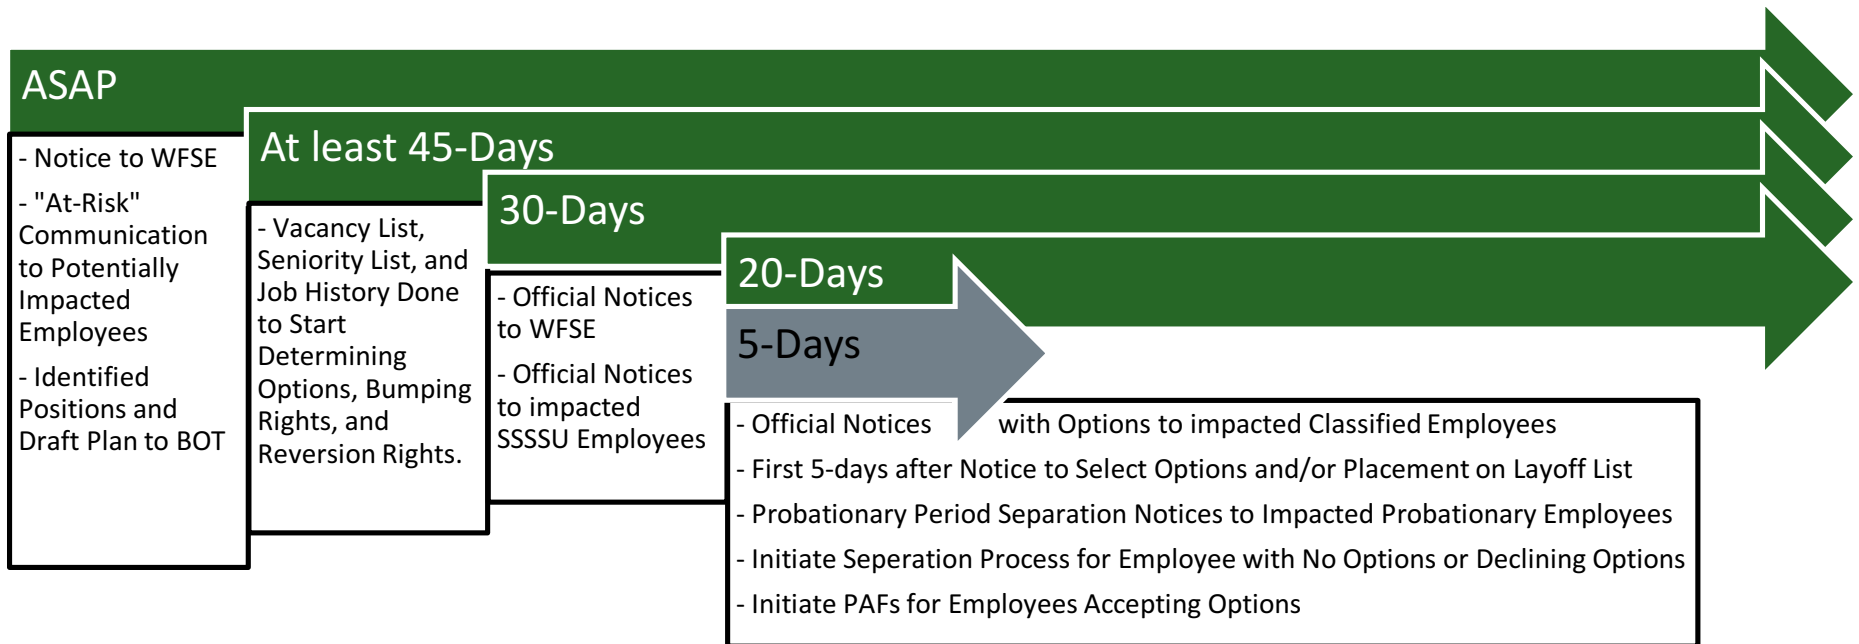 ASAP
- Notice to WFSE
- "At-Risk"
Communication
to Potentially
Impacted
Employees
- Identified
Positions and
Draft Plan to BOT
At least 45-Days
- Vacancy List,
Seniority List, and
Job History Done
to Start
Determining
Options, Bumping
Rights, and
Reversion Rights.
30-Days
- Official Notices
to WFSE
- Official Notices
to impacted
SSSSU Employees
20-Days
5-Days
- Official Notices with Options to impacted Classified Employees
- First 5-days after Notice to Select Options and/or Placement on Layoff List
- Probationary Period Separation Notices to Impacted Probationary Employees
- Initiate Seperation Process for Employee with No Options or Declining Options
- Initiate PAFs for Employees Accepting Options